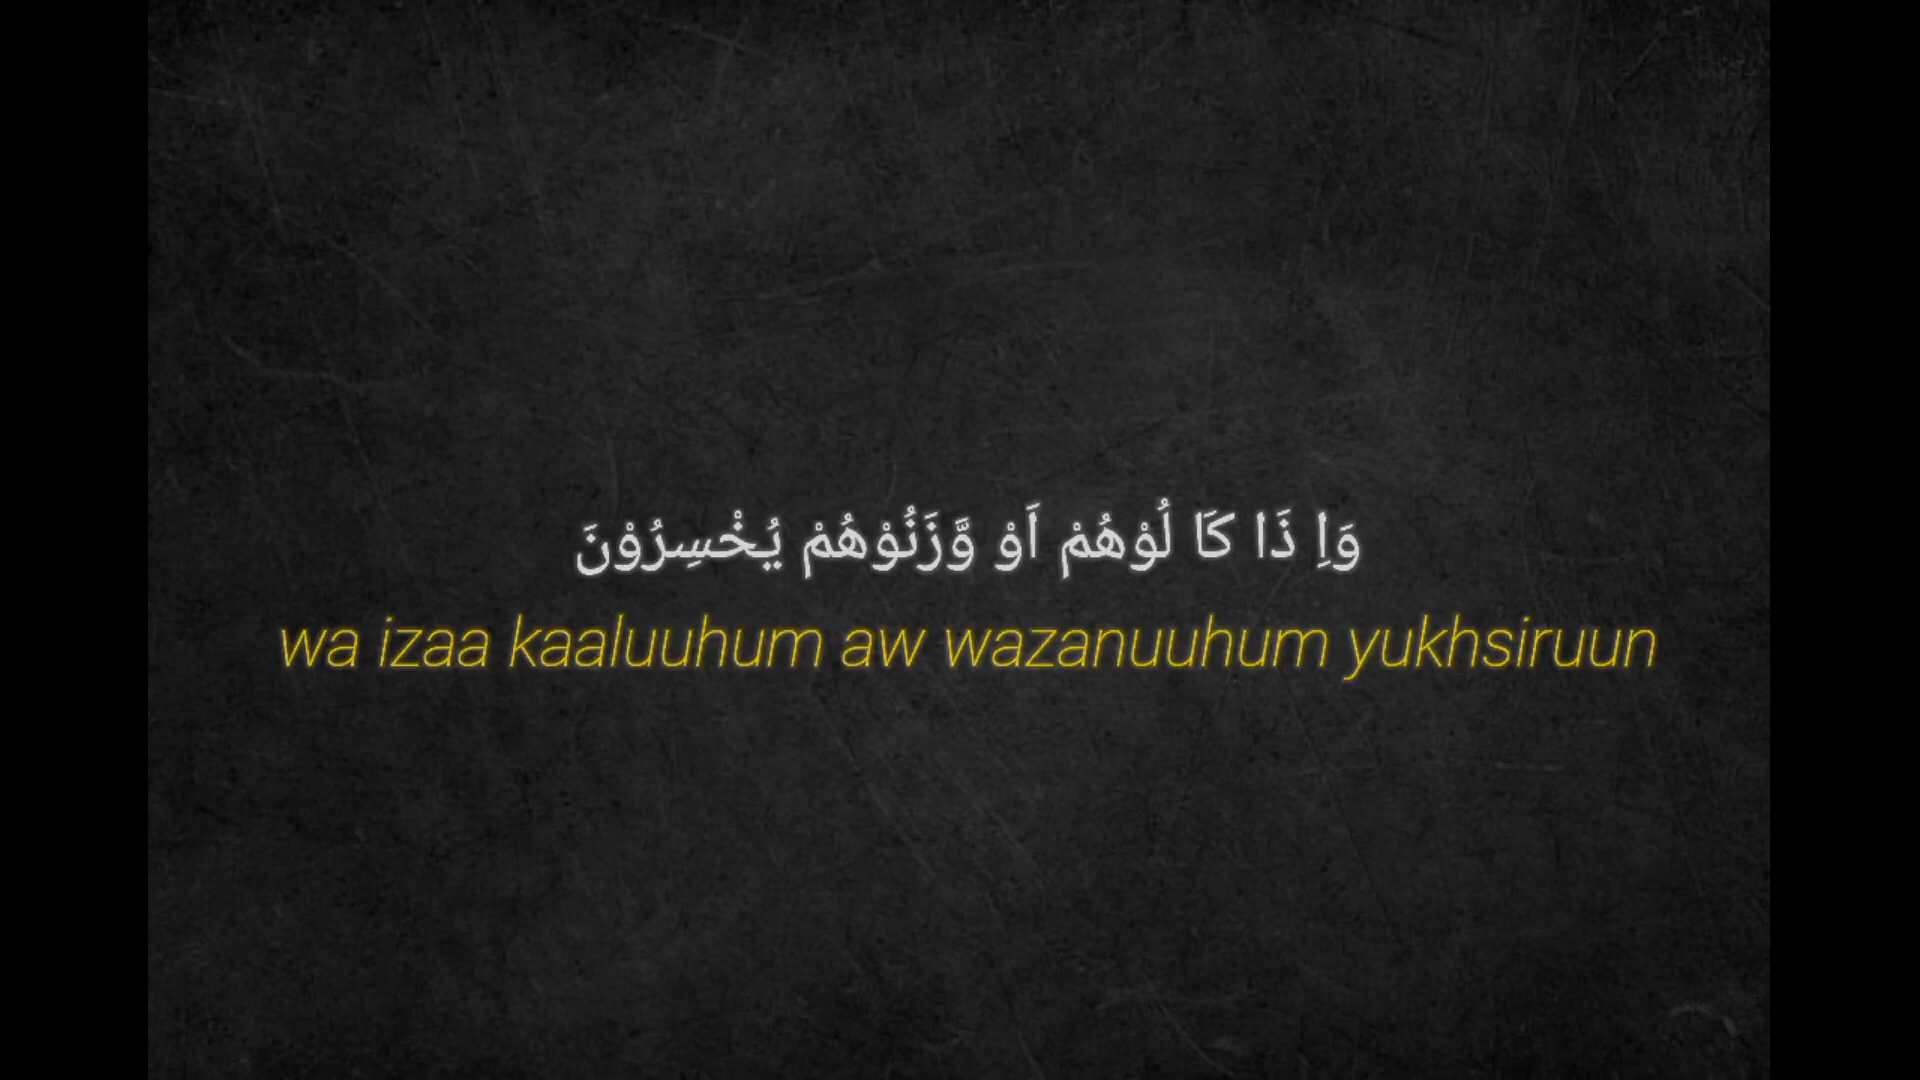 وَاِ ذَا كَا لُوْهُمْ اَوْ وَّزَنُوْهُمْ يُخْسِرُوْنَ
wa izaa kaaluuhum aw wazanuuhum yukhsiruun